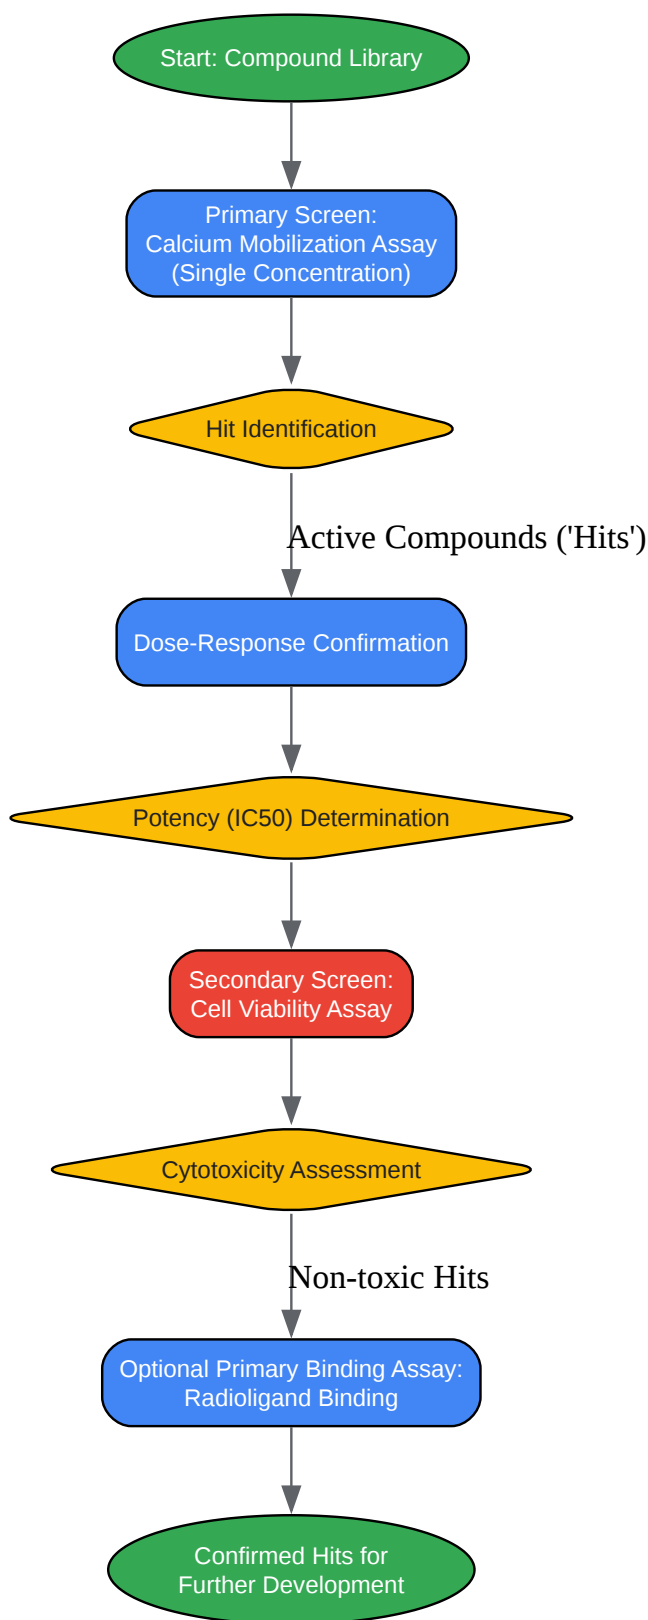 Start: Compound Library
Primary Screen:
Calcium Mobilization Assay
(Single Concentration)
Hit Identification
Active Compounds ('Hits')
Dose-Response Confirmation
Potency (IC50) Determination
Secondary Screen:
Cell Viability Assay
Cytotoxicity Assessment
Non-toxic Hits
Optional Primary Binding Assay:
Radioligand Binding
Confirmed Hits for
Further Development